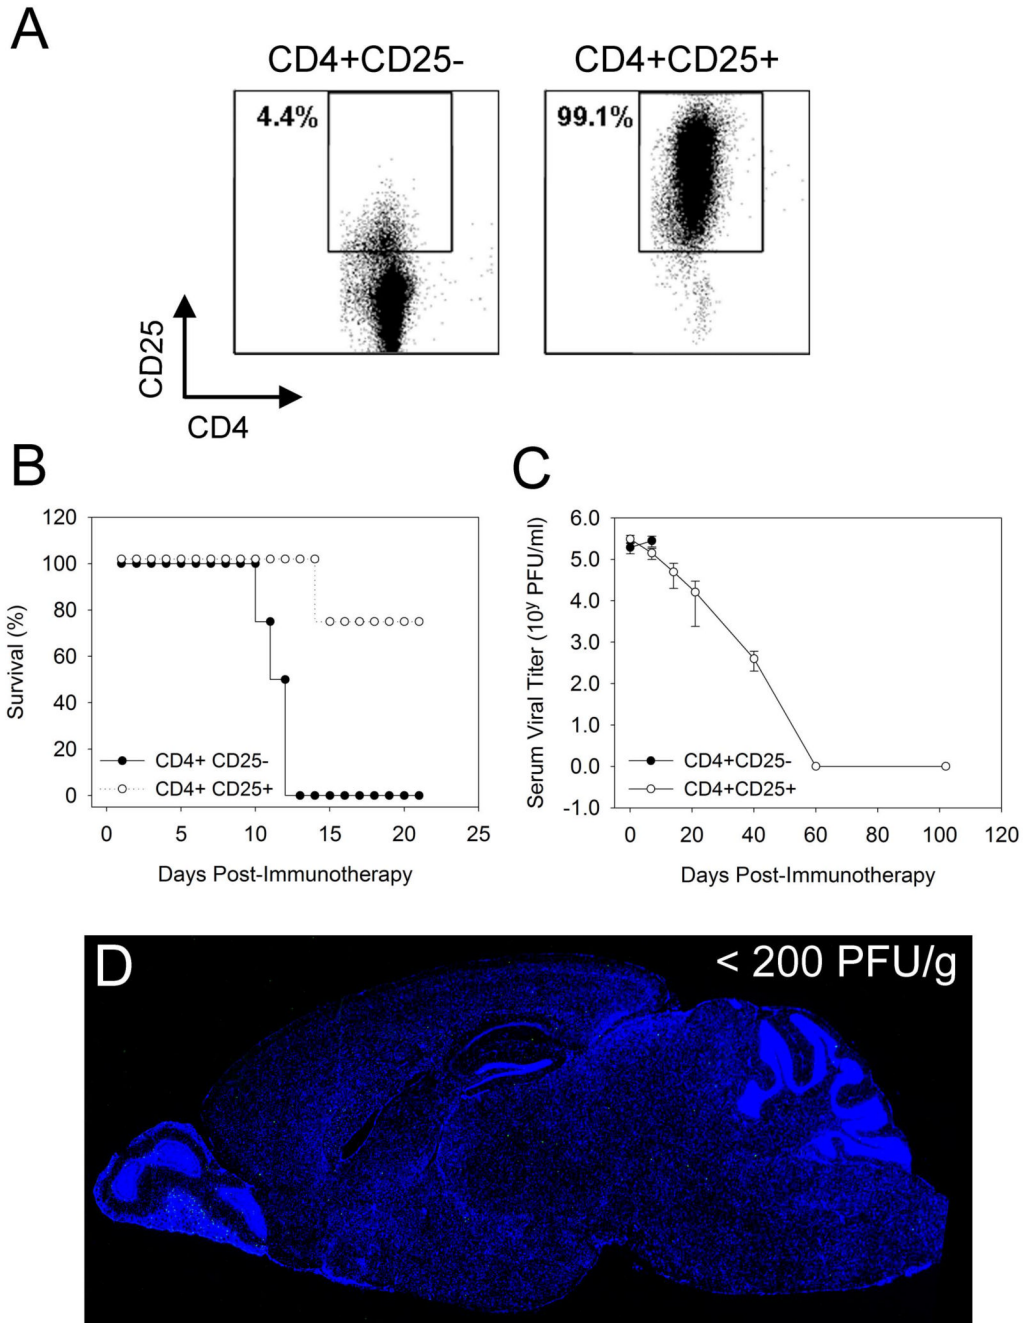 A
CD4+CD25-
CD4+CD25+
4.4%
99.1%
CD25
CD4
B
120
100
80
60
40
20
0
Survival (%)
CD4+ CD25-
CD4+ CD25+
0 5 10 15 20 25
Days Post-Immunotherapy
C
6.0
5.0
4.0
3.0
2.0
1.0
0.0
-1.0
Serum Viral Titer (10^y PFU/ml)
CD4+CD25-
CD4+CD25+
0 20 40 60 80 100 120
Days Post-Immunotherapy
D
< 200 PFU/g